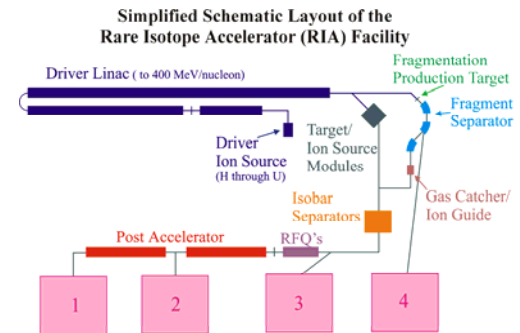 Simplified Schematic Layout of the
Rare Isotope Accelerator (RIA) Facility
Driver Linac ( to 400 MeV/nucleon)
Fragmentation
Production Target
Fragment
Separator
Target/
Ion Source
Modules
Driver
Ion Source
(H through U)
Gas Catcher/
Ion Guide
Isobar
Separators
Post Accelerator
RFQ's
1
2
3
4